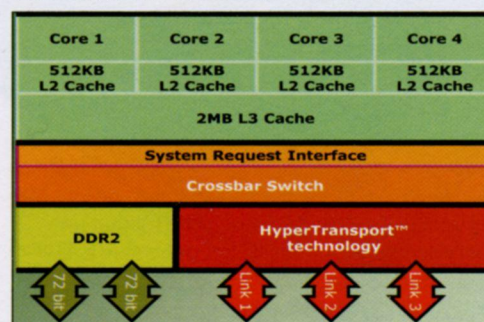 Core 1
Core 2
Core 3
Core 4
512KB
L2 Cache
512KB
L2 Cache
512KB
L2 Cache
512KB
L2 Cache
2MB L3 Cache
System Request Interface
Crossbar Switch
DDR2
HyperTransport™
technology
72 bit
72 bit
Link 1
Link 2
Link 3